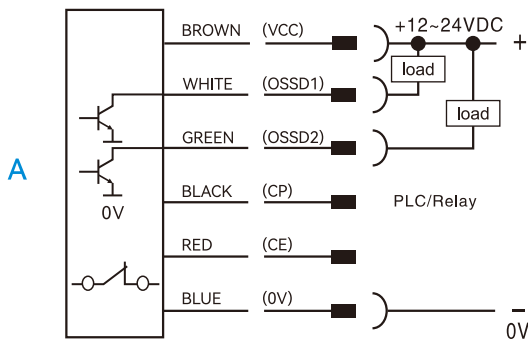 +12~24VDC
BROWN (VCC) +
load
WHITE (OSSD1)
load
GREEN (OSSD2)
A
BLACK (CP) PLC/Relay
0V
RED (CE)
BLUE (0V) −
0V